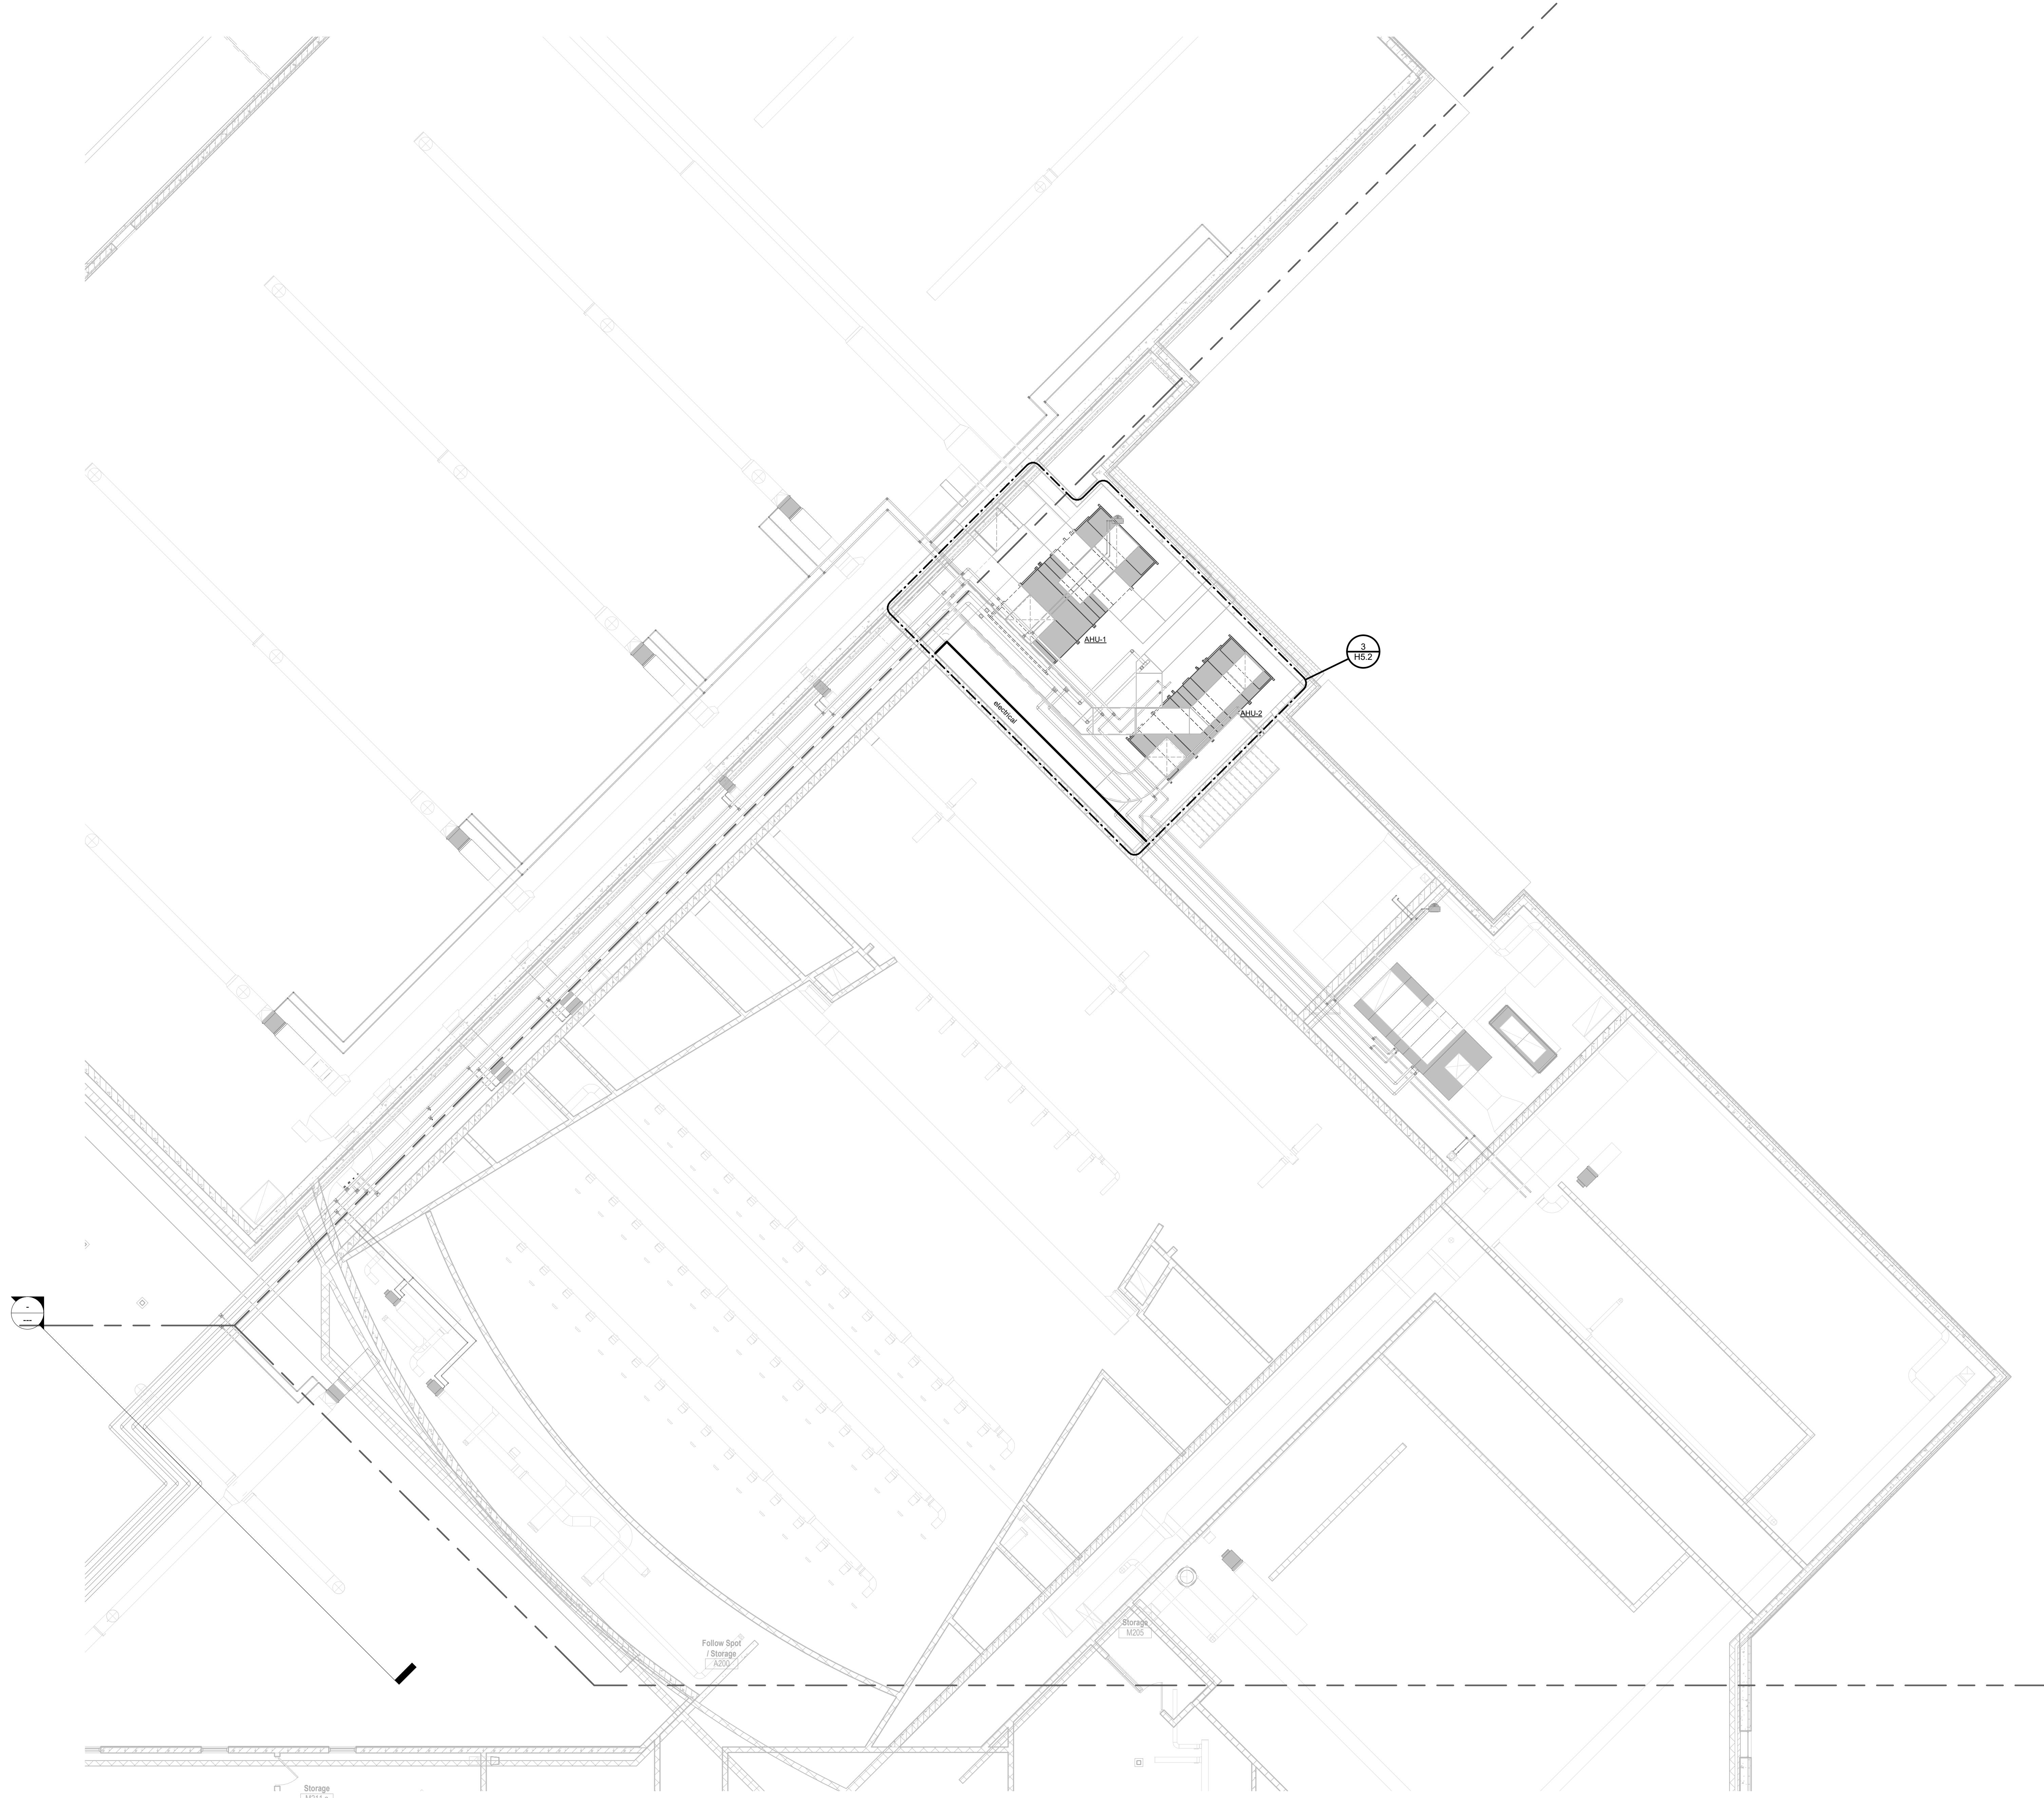 AHU-1
3
H5.2
electrical
AHU-2
-
---
Follow Spot
/ Storage
A200
Storage
M205
Storage